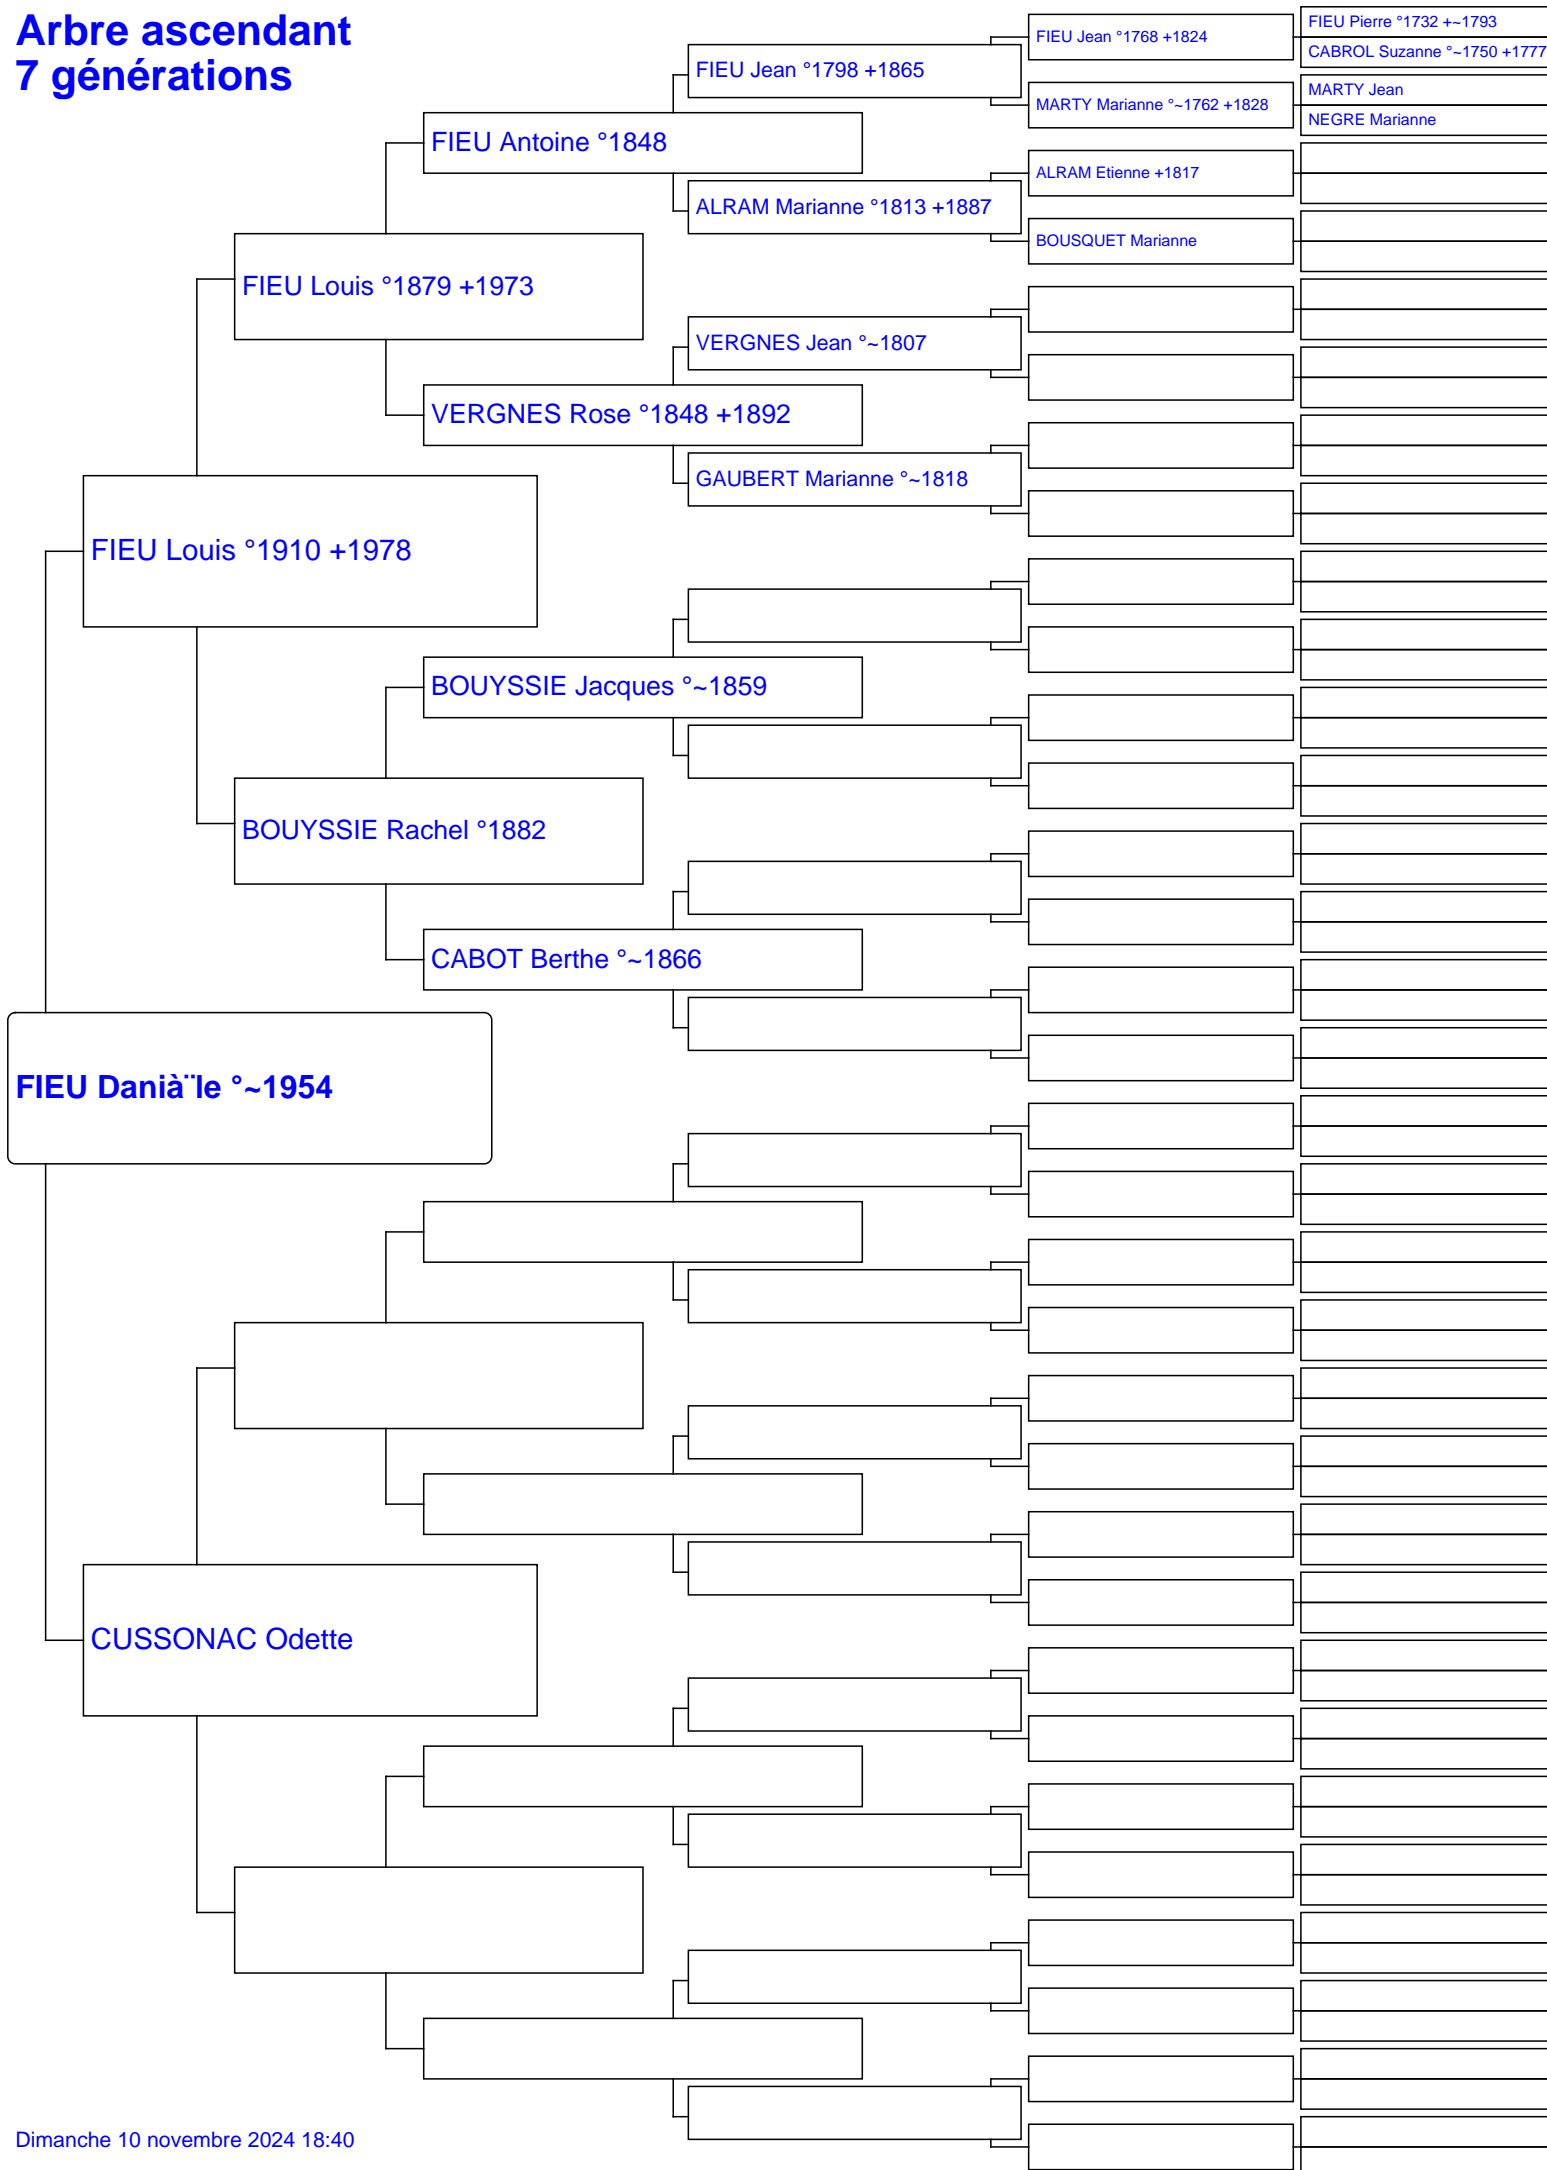 Arbre ascendant
7 générations
FIEU Pierre °1732 +~1793
FIEU Jean °1768 +1824
CABROL Suzanne °~1750 +1777
FIEU Jean °1798 +1865
MARTY Jean
MARTY Marianne °~1762 +1828
NEGRE Marianne
FIEU Antoine °1848
ALRAM Etienne +1817
ALRAM Marianne °1813 +1887
BOUSQUET Marianne
FIEU Louis °1879 +1973
VERGNES Jean °~1807
VERGNES Rose °1848 +1892
GAUBERT Marianne °~1818
FIEU Louis °1910 +1978
BOUYSSIE Jacques °~1859
BOUYSSIE Rachel °1882
CABOT Berthe °~1866
FIEU Danià¨le °~1954
CUSSONAC Odette
Dimanche 10 novembre 2024 18:40